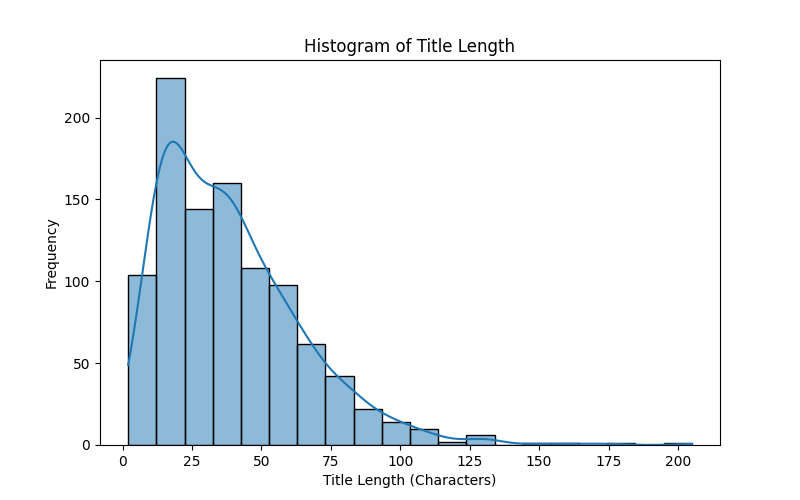 Histogram of Title Length
Frequency
200
150
100
50
0
0 25 50 75 100 125 150 175 200
Title Length (Characters)